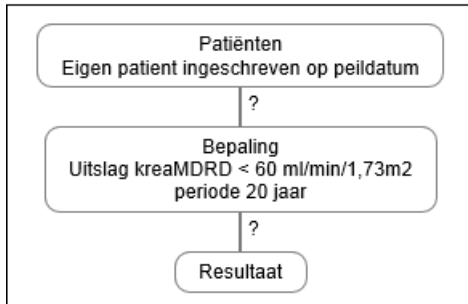 Patiënten
Eigen patient ingeschreven op peildatum
?
Bepaling
Uitslag kreaMDRD < 60 ml/min/1,73m2
periode 20 jaar
?
Resultaat